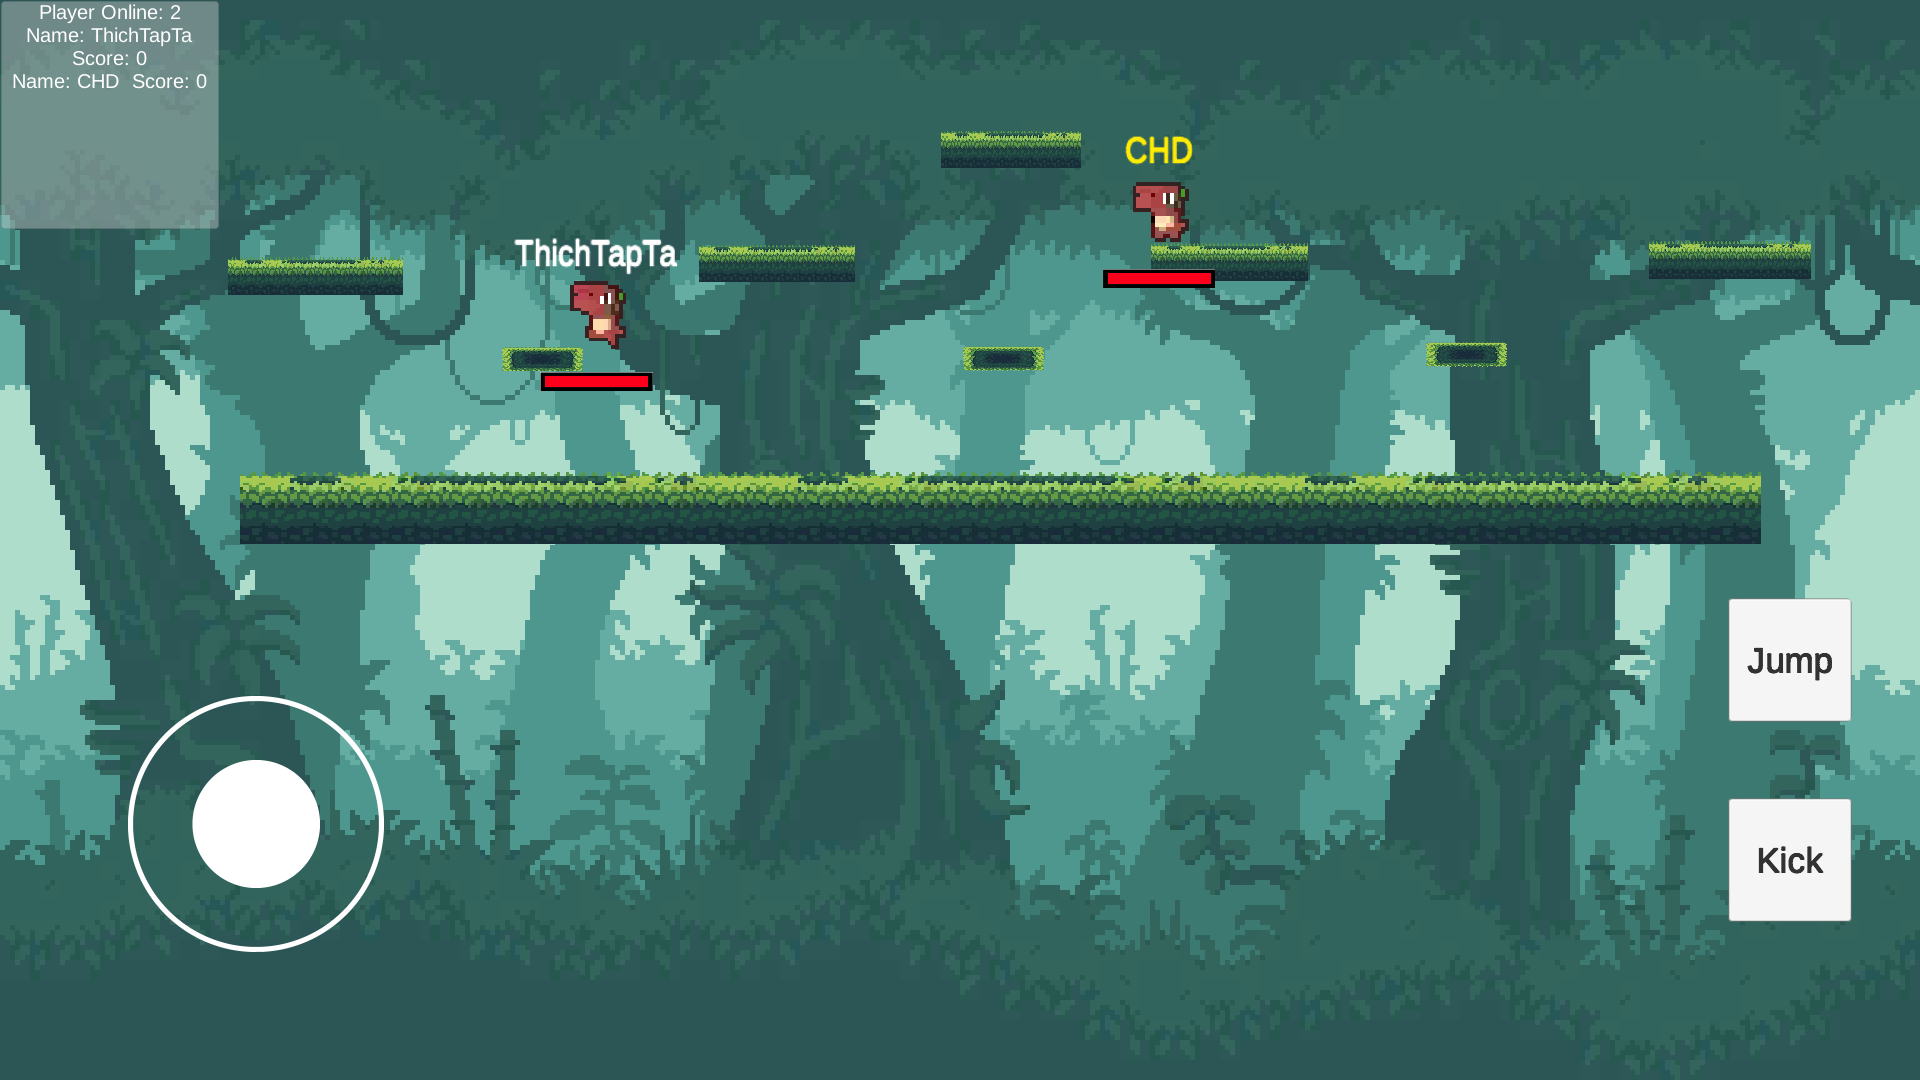 Player Online: 2
Name: ThichTapTa
Score: 0
Name: CHD  Score: 0
CHD
ThichTapTa
Jump
Kick